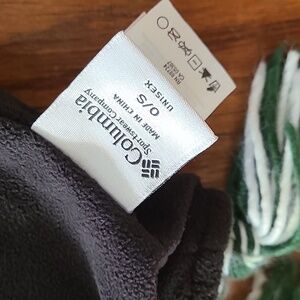 Columbia
Sportswear Company
O/S
MADE IN CHINA
UNISEX